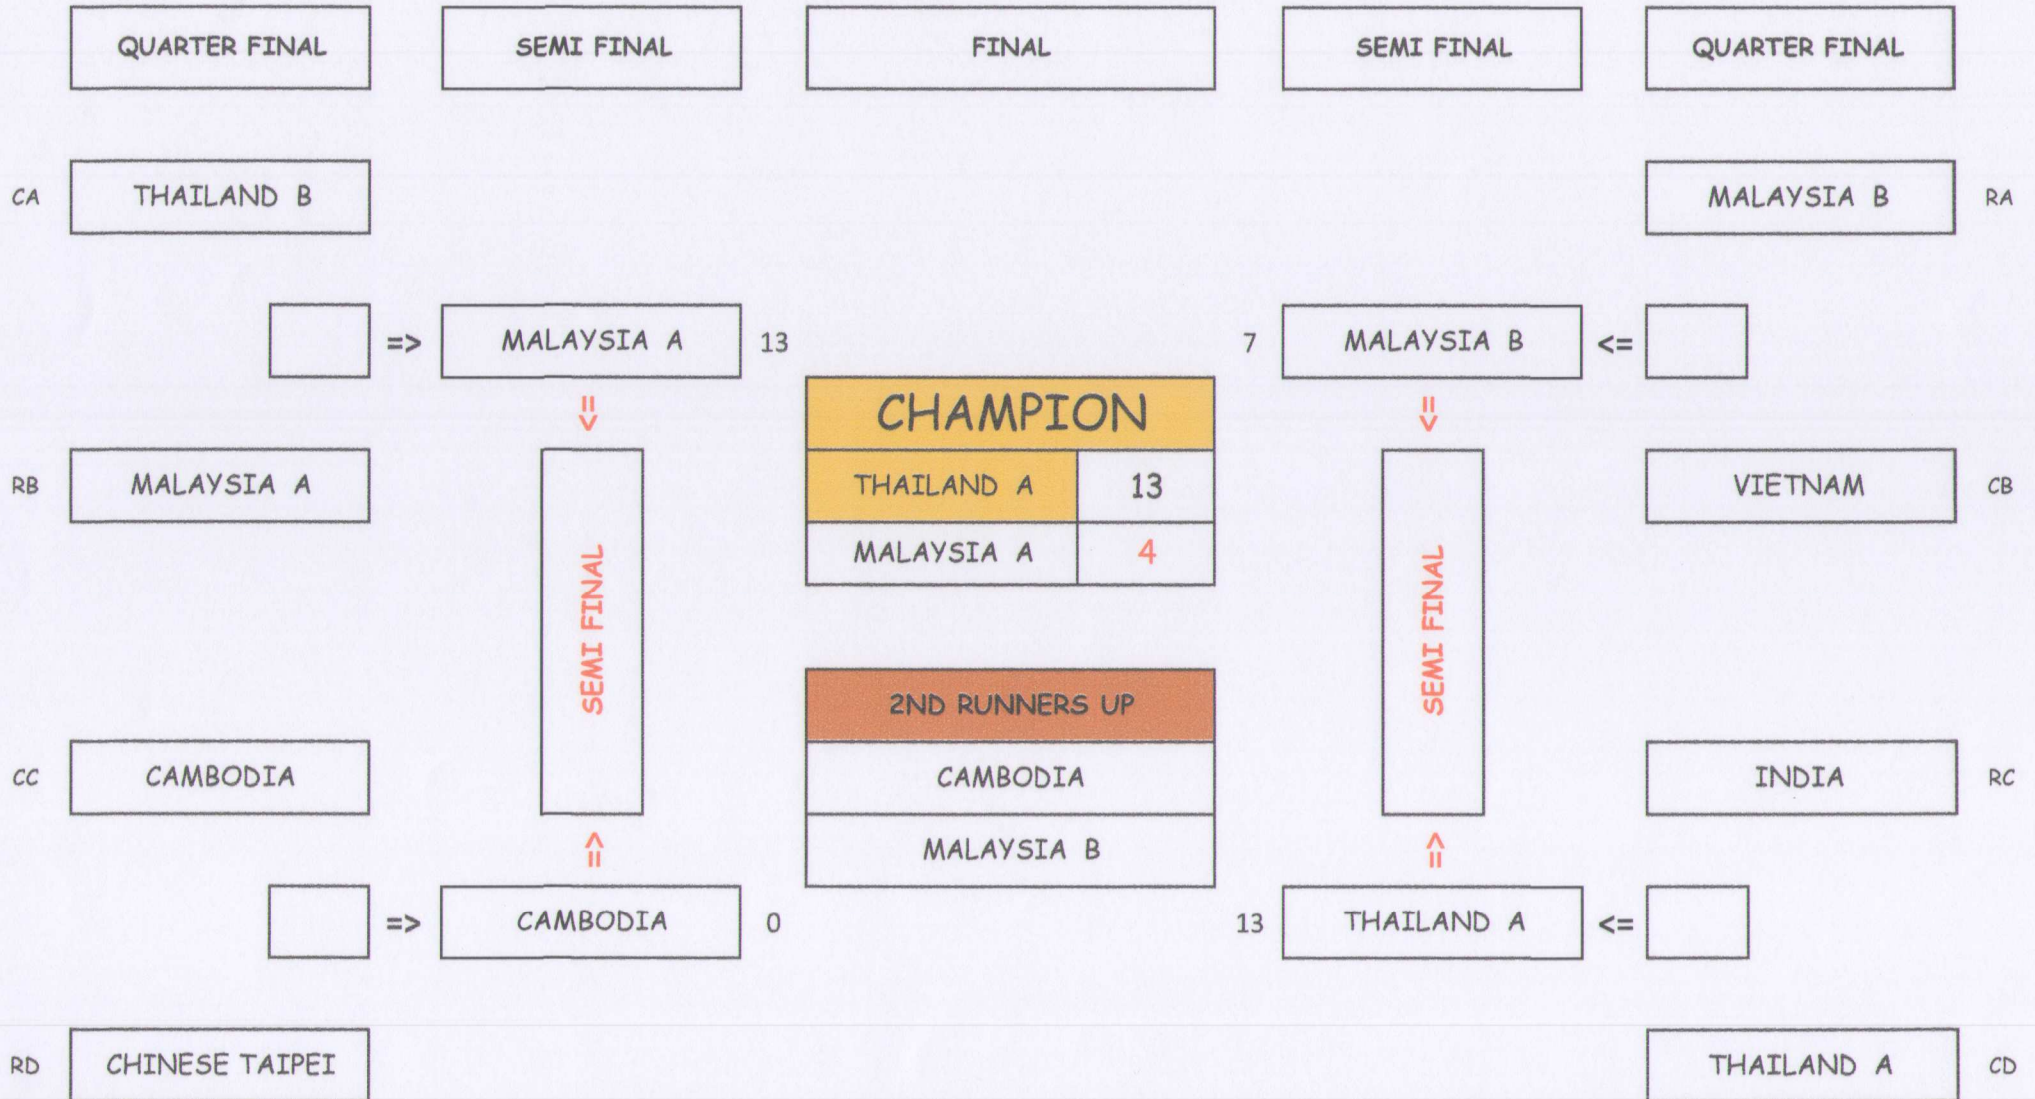 QUARTER FINAL SEMI FINAL FINAL SEMI FINAL QUARTER FINAL
CA THAILAND B MALAYSIA B RA
=> MALAYSIA A 13 7 MALAYSIA B <=
=> =>
CHAMPION
RB MALAYSIA A THAILAND A 13 VIETNAM CB
MALAYSIA A 4
SEMI FINAL SEMI FINAL
2ND RUNNERS UP
CC CAMBODIA CAMBODIA INDIA RC
MALAYSIA B
=> =>
=> CAMBODIA 0 13 THAILAND A <=
RD CHINESE TAIPEI THAILAND A CD